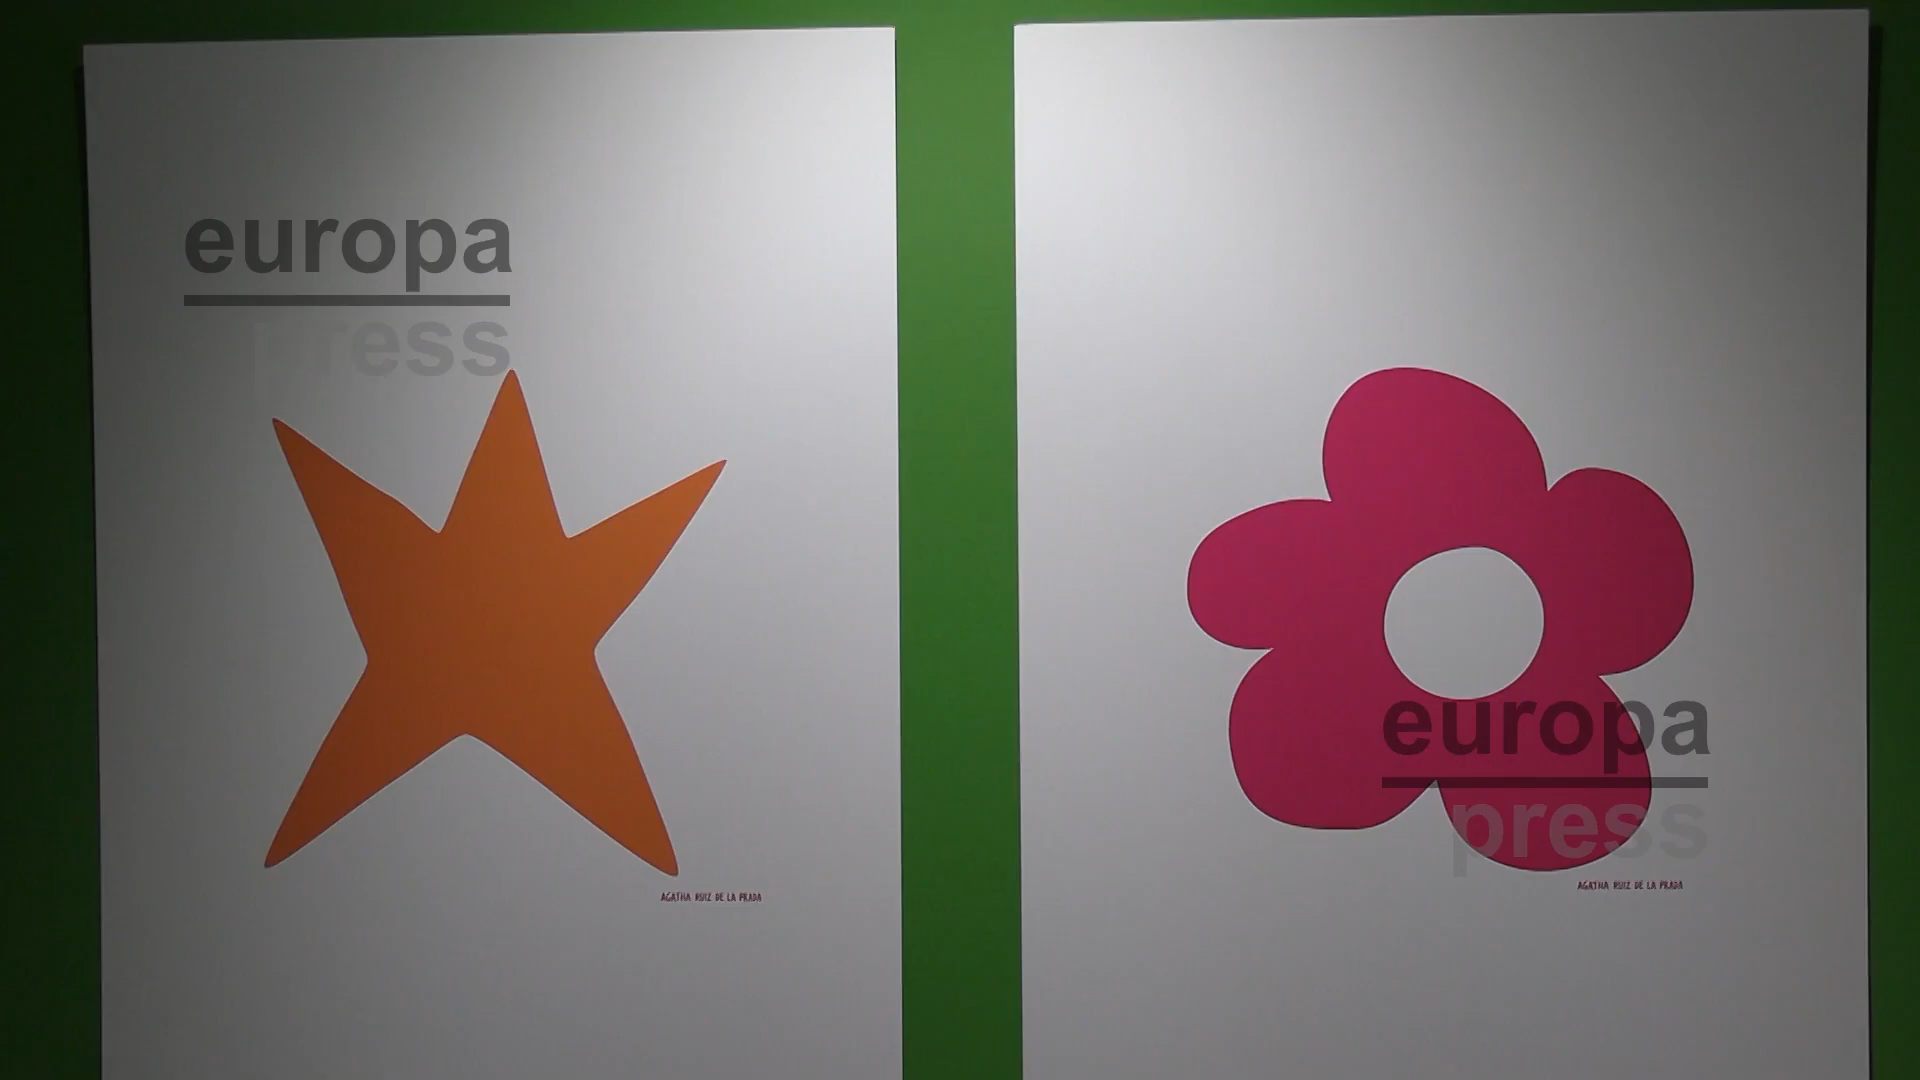 europa
press
AGATHA RUIZ DE LA PRADA
europa
press
AGATHA RUIZ DE LA PRADA